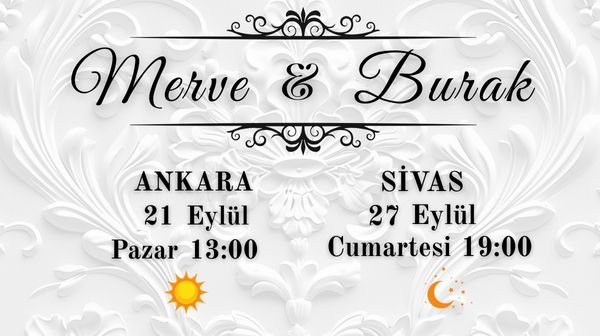 Merve & Burak
ANKARA
21 Eylül
Pazar 13:00
SİVAS
27 Eylül
Cumartesi 19:00